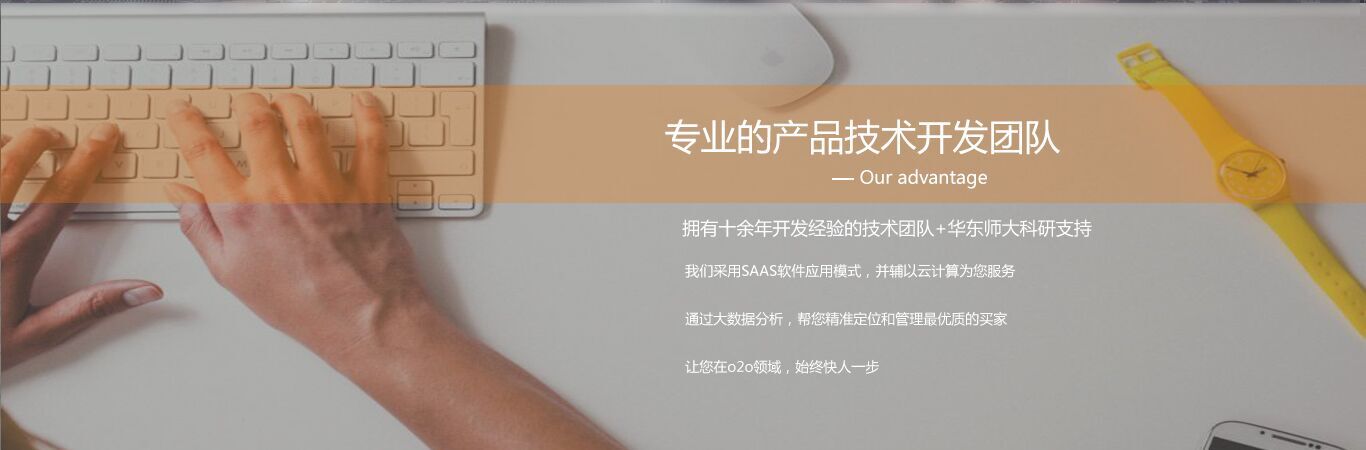 专业的产品技术开发团队
— Our advantage
拥有十余年开发经验的技术团队+华东师大科研支持
我们采用SAAS软件应用模式，并辅以云计算为您服务
通过大数据分析，帮您精准定位和管理最优质的买家
让您在o2o领域，始终快人一步